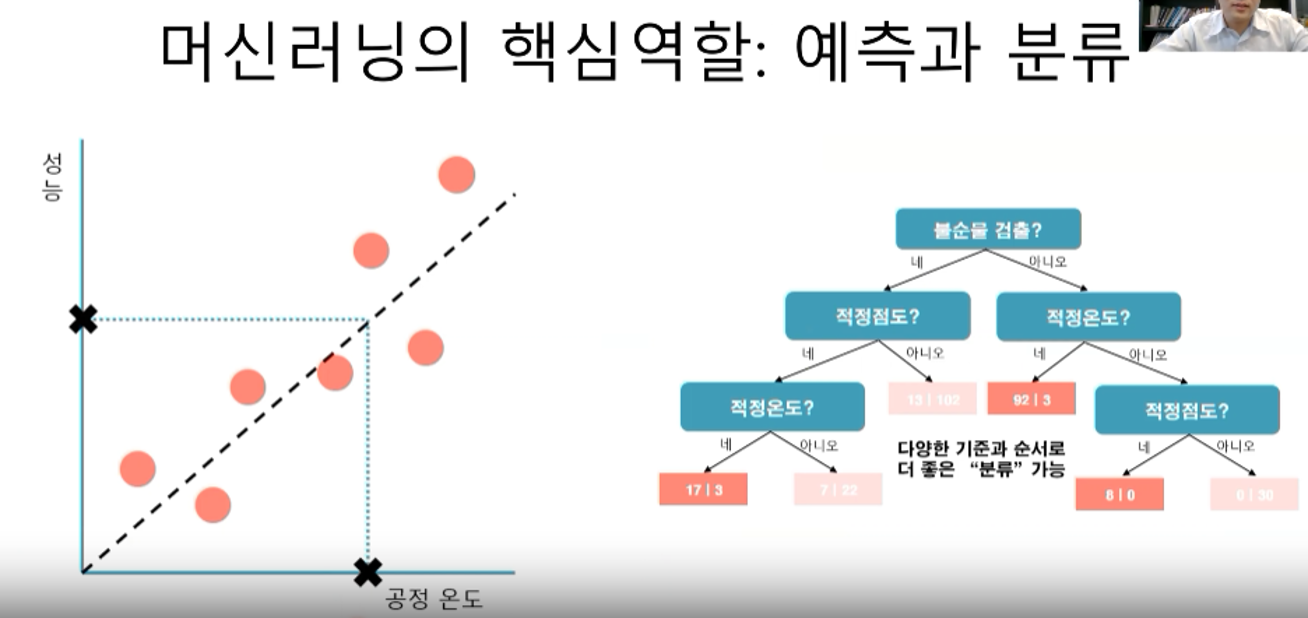 머신러닝의 핵심역할: 예측과 분류
성
능
공정 온도
불순물 검출?
네
아니오
적정점도?
적정온도?
네
아니오
네
아니오
적정온도?
13 | 102
92 | 3
적정점도?
네
아니오
다양한 기준과 순서로
더 좋은 “분류” 가능
네
아니오
17 | 3
7 | 22
8 | 0
0 | 30